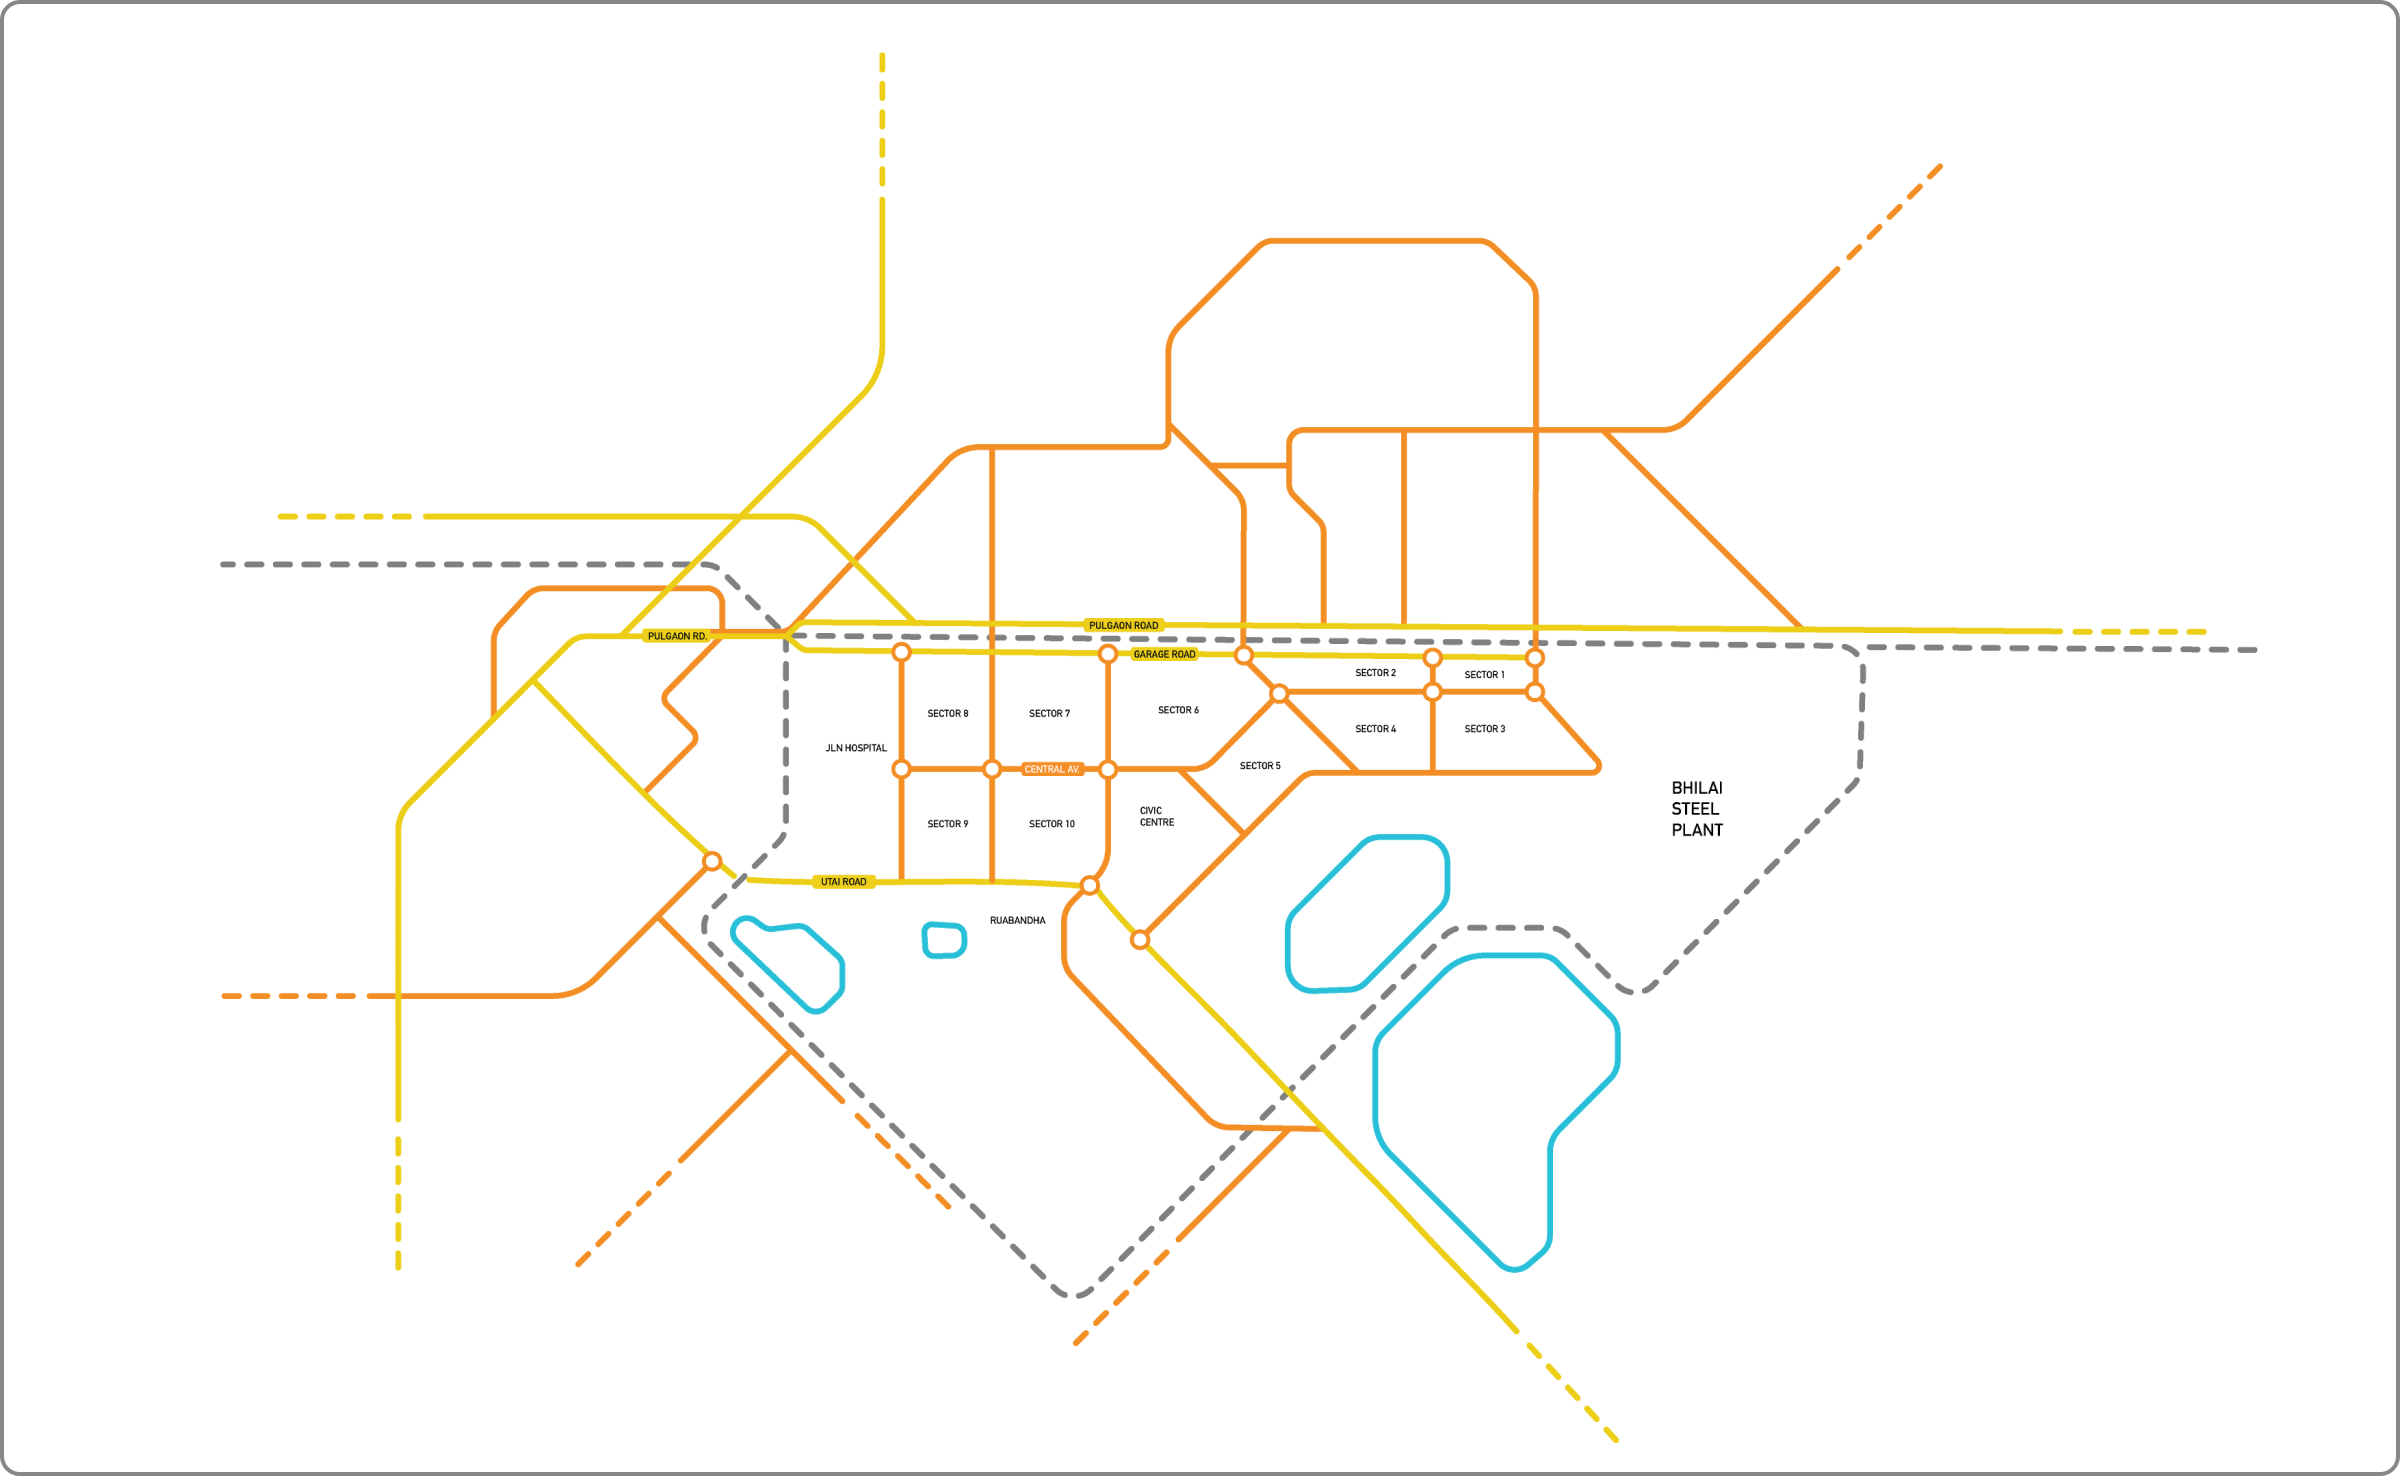 PULGAON ROAD
PULGAON RD.
GARAGE ROAD
SECTOR 2
SECTOR 1
SECTOR 8
SECTOR 7
SECTOR 6
SECTOR 4
SECTOR 3
JLN HOSPITAL
CENTRAL AV.
SECTOR 5
BHILAI
STEEL
PLANT
SECTOR 9
SECTOR 10
CIVIC
CENTRE
UTAI ROAD
RUABANDHA